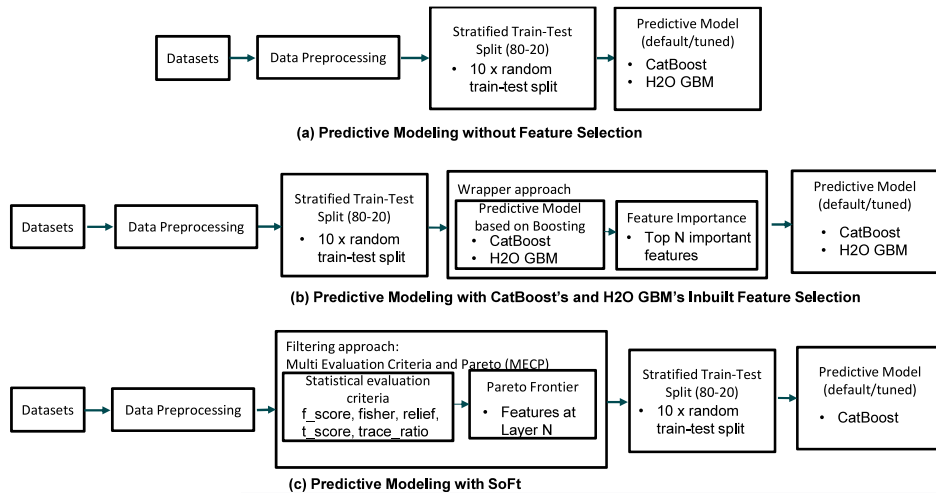 Datasets
Data Preprocessing
Stratified Train-Test
Split (80-20)
• 10 x random
train-test split
Predictive Model
(default/tuned)
• CatBoost
• H2O GBM
(a) Predictive Modeling without Feature Selection
Datasets
Data Preprocessing
Stratified Train-Test
Split (80-20)
• 10 x random
train-test split
Wrapper approach
Predictive Model
based on Boosting
• CatBoost
• H2O GBM
Feature Importance
• Top N important
features
Predictive Model
(default/tuned)
• CatBoost
• H2O GBM
(b) Predictive Modeling with CatBoost's and H2O GBM's Inbuilt Feature Selection
Datasets
Data Preprocessing
Filtering approach:
Multi Evaluation Criteria and Pareto (MECP)
Statistical evaluation
criteria
f_score, fisher, relief,
t_score, trace_ratio
Pareto Frontier
• Features at
Layer N
Stratified Train-Test
Split (80-20)
• 10 x random
train-test split
Predictive Model
(default/tuned)
• CatBoost
(c) Predictive Modeling with SoFt